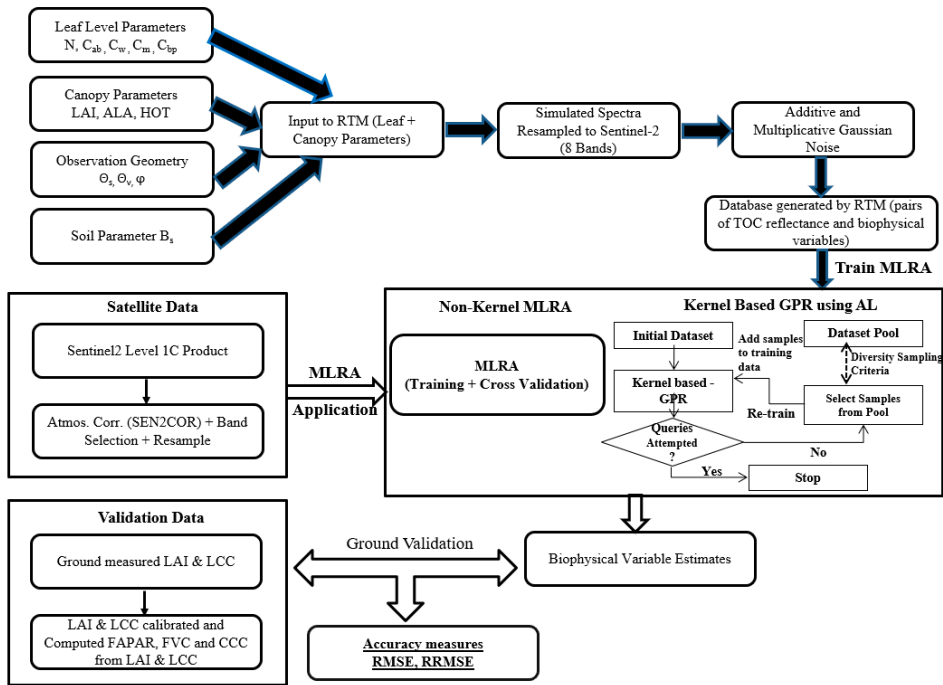 Leaf Level Parameters
N, Cab, Cw, Cm, Cbp
Canopy Parameters
LAI, ALA, HOT
Observation Geometry
Θs, Θv, φ
Soil Parameter Bs
Input to RTM (Leaf +
Canopy Parameters)
Simulated Spectra
Resampled to Sentinel-2
(8 Bands)
Additive and
Multiplicative Gaussian
Noise
Database generated by RTM (pairs
of TOC reflectance and biophysical
variables)
Train MLRA
Satellite Data
Sentinel2 Level 1C Product
Atmos. Corr. (SEN2COR) + Band
Selection + Resample
MLRA
Application
Non-Kernel MLRA
MLRA
(Training + Cross Validation)
Kernel Based GPR using AL
Initial Dataset
Add samples
to training
data
Dataset Pool
Diversity Sampling
Criteria
Kernel based -
GPR
Re-train
Select Samples
from Pool
Queries
Attempted
?
No
Yes
Stop
Validation Data
Ground measured LAI & LCC
LAI & LCC calibrated and
Computed FAPAR, FVC and CCC
from LAI & LCC
Ground Validation
Biophysical Variable Estimates
Accuracy measures
RMSE, RRMSE